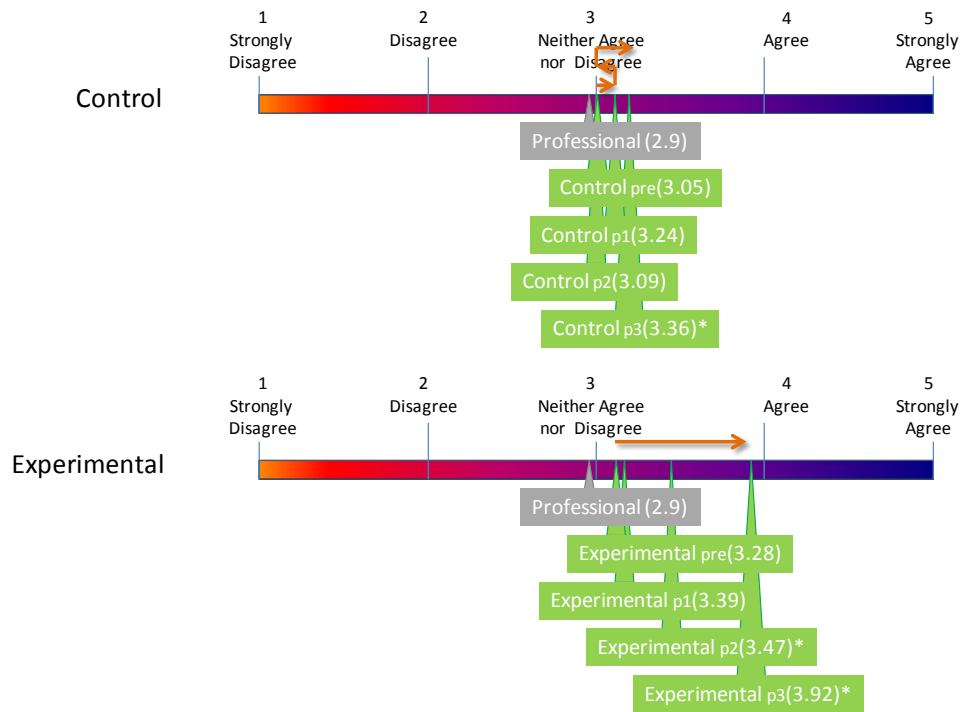 1 2 3 4 5
Strongly Disagree Neither Agree Agree Strongly
Disagree nor Disagree Agree
Control
Professional (2.9)
Control pre(3.05)
Control p1(3.24)
Control p2(3.09)
Control p3(3.36)*
1 2 3 4 5
Strongly Disagree Neither Agree Agree Strongly
Disagree nor Disagree Agree
Experimental
Professional (2.9)
Experimental pre(3.28)
Experimental p1(3.39)
Experimental p2(3.47)*
Experimental p3(3.92)*